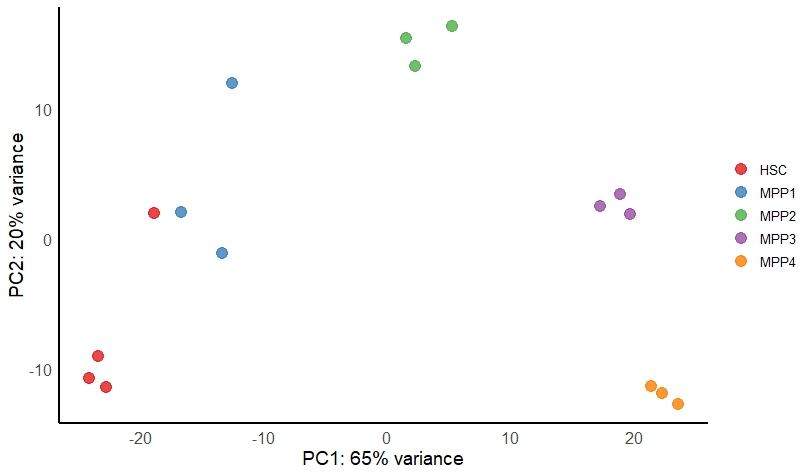 PC2: 20% variance
10
0
-10
-20
-10
0
10
20
PC1: 65% variance
HSC
MPP1
MPP2
MPP3
MPP4